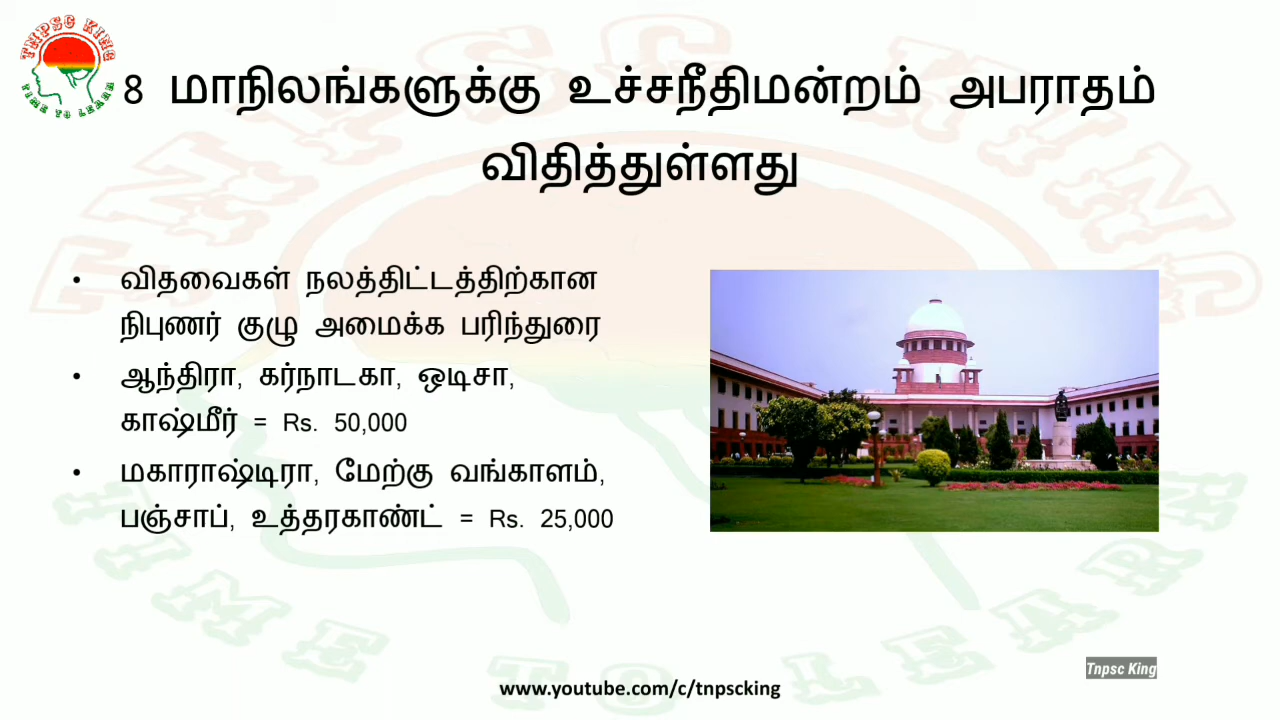 TNPSC KING
TIME TO LEARN
8 மாநிலங்களுக்கு உச்சநீதிமன்றம் அபராதம்
விதித்துள்ளது
• விதவைகள் நலத்திட்டத்திற்கான
நிபுணர் குழு அமைக்க பரிந்துரை
• ஆந்திரா, கர்நாடகா, ஒடிசா,
காஷ்மீர் = Rs. 50,000
• மகாராஷ்டிரா, மேற்கு வங்காளம்,
பஞ்சாப், உத்தரகாண்ட் = Rs. 25,000
Tnpsc King
www.youtube.com/c/tnpscking